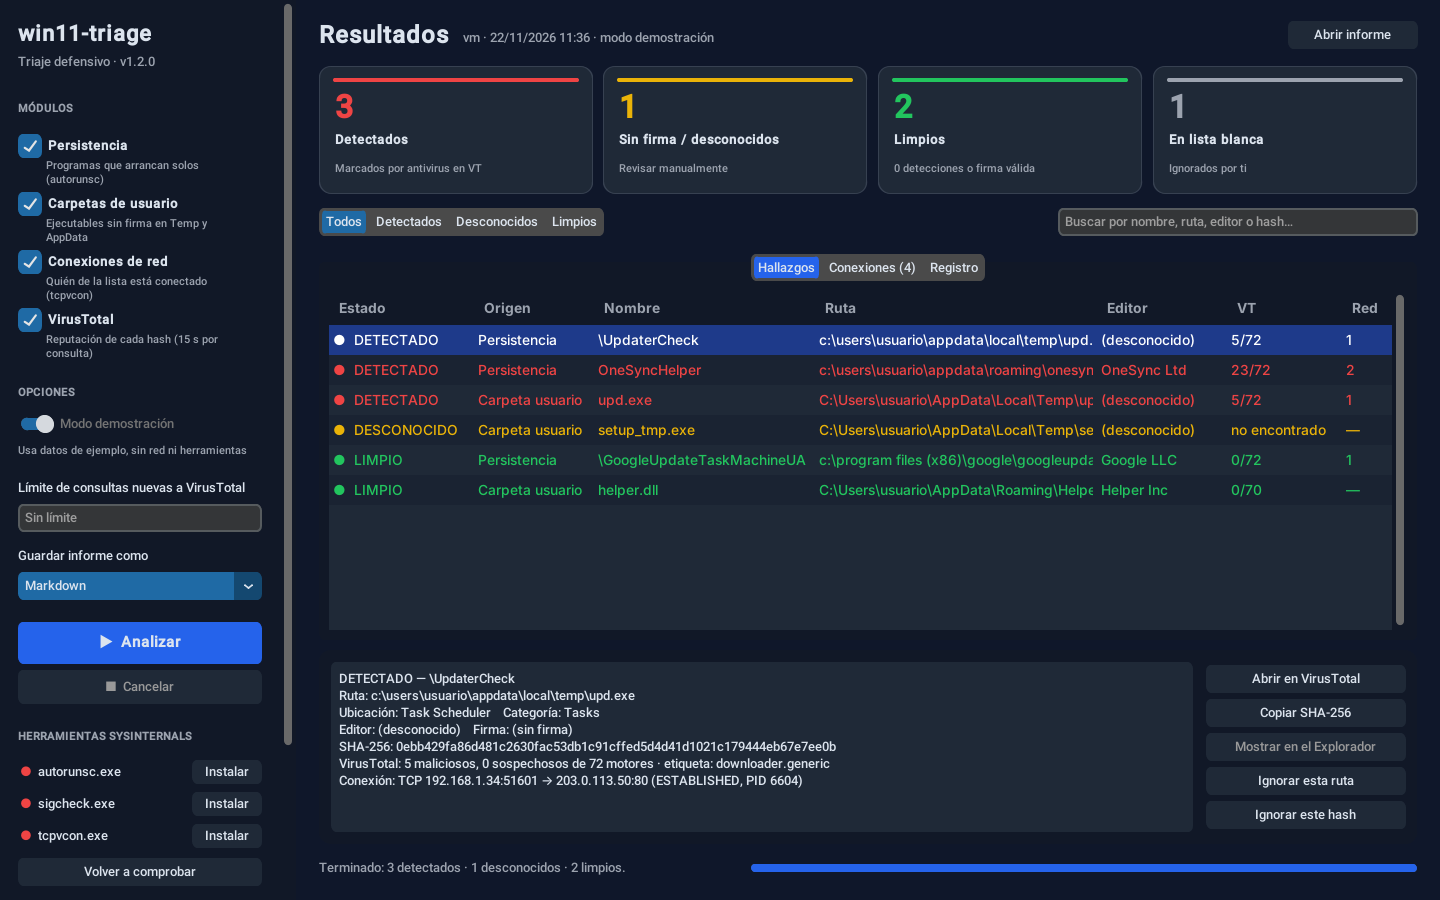 win11-triage
Triaje defensivo · v1.2.0
MÓDULOS
Persistencia
Programas que arrancan solos
(autorunsc)
Carpetas de usuario
Ejecutables sin firma en Temp y
AppData
Conexiones de red
Quién de la lista está conectado
(tcpvcon)
VirusTotal
Reputación de cada hash (15 s por
consulta)
OPCIONES
Modo demostración
Usa datos de ejemplo, sin red ni herramientas
Límite de consultas nuevas a VirusTotal
Sin límite
Guardar informe como
Markdown
▶ Analizar
■ Cancelar
HERRAMIENTAS SYSINTERNALS
autorunsc.exe Instalar
sigcheck.exe Instalar
tcpvcon.exe Instalar
Volver a comprobar
Resultados vm · 22/11/2026 11:36 · modo demostración Abrir informe
3
Detectados
Marcados por antivirus en VT
1
Sin firma / desconocidos
Revisar manualmente
2
Limpios
0 detecciones o firma válida
1
En lista blanca
Ignorados por ti
Todos Detectados Desconocidos Limpios
Buscar por nombre, ruta, editor o hash...
Hallazgos Conexiones (4) Registro
Estado Origen Nombre Ruta Editor VT Red
● DETECTADO Persistencia \UpdaterCheck c:\users\usuario\appdata\local\temp\upd. (desconocido) 5/72 1
● DETECTADO Persistencia OneSyncHelper c:\users\usuario\appdata\roaming\onesyn OneSync Ltd 23/72 2
● DETECTADO Carpeta usuario upd.exe C:\Users\usuario\AppData\Local\Temp\up (desconocido) 5/72 1
● DESCONOCIDO Carpeta usuario setup_tmp.exe C:\Users\usuario\AppData\Local\Temp\se (desconocido) no encontrado —
● LIMPIO Persistencia \GoogleUpdateTaskMachineUA c:\program files (x86)\google\googleupda Google LLC 0/72 1
● LIMPIO Carpeta usuario helper.dll C:\Users\usuario\AppData\Roaming\Helpe Helper Inc 0/70 —
DETECTADO — \UpdaterCheck
Ruta: c:\users\usuario\appdata\local\temp\upd.exe
Ubicación: Task Scheduler Categoría: Tasks
Editor: (desconocido) Firma: (sin firma)
SHA-256: 0ebb429fa86d481c2630fac53db1c91cffed5d4d41d1021c179444eb67e7ee0b
VirusTotal: 5 maliciosos, 0 sospechosos de 72 motores · etiqueta: downloader.generic
Conexión: TCP 192.168.1.34:51601 → 203.0.113.50:80 (ESTABLISHED, PID 6604)
Abrir en VirusTotal
Copiar SHA-256
Mostrar en el Explorador
Ignorar esta ruta
Ignorar este hash
Terminado: 3 detectados · 1 desconocidos · 2 limpios.